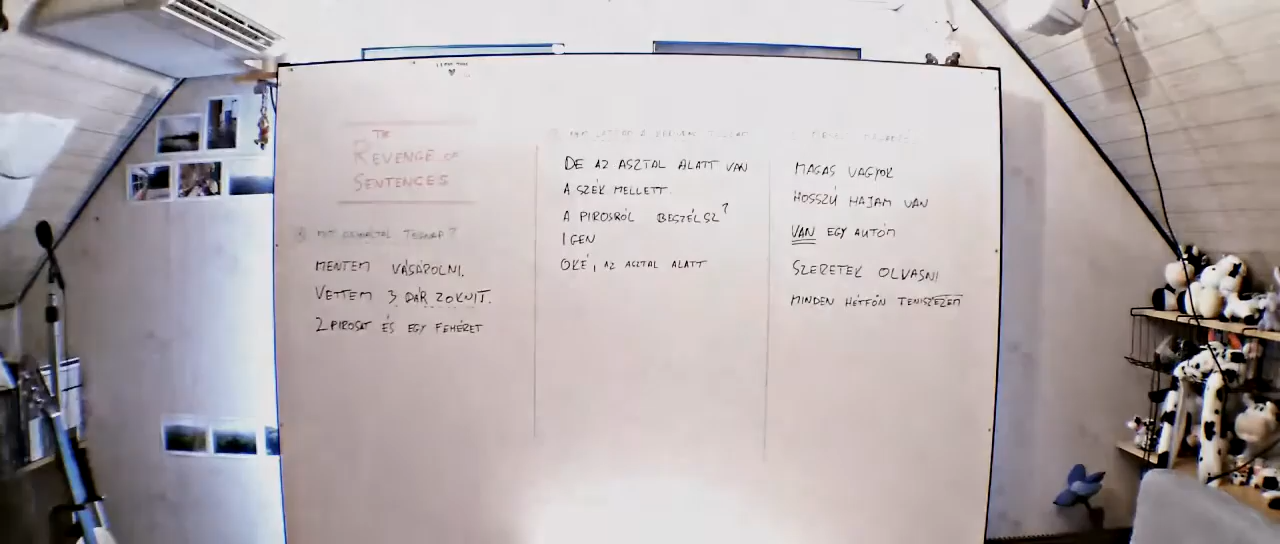 THE
REVENGE OF
SENTENCES
TEGNAP?
MENTEM VÁSÁROLNI.
VETTEM 3 PÁR ZOKNIT.
2 PIROSAT ÉS EGY FEHÉRET
DE AZ ASZTAL ALATT VAN
A SZÉK MELLETT.
A PIROSRÓL BESZÉLSZ?
IGEN
OKÉ, AZ ASZTAL ALATT
MAGAS VAGYOK
HOSSZÚ HAJAM VAN
VAN EGY AUTÓM
SZERETEK OLVASNI
MINDEN HÉTFŐN TENISZEZEM